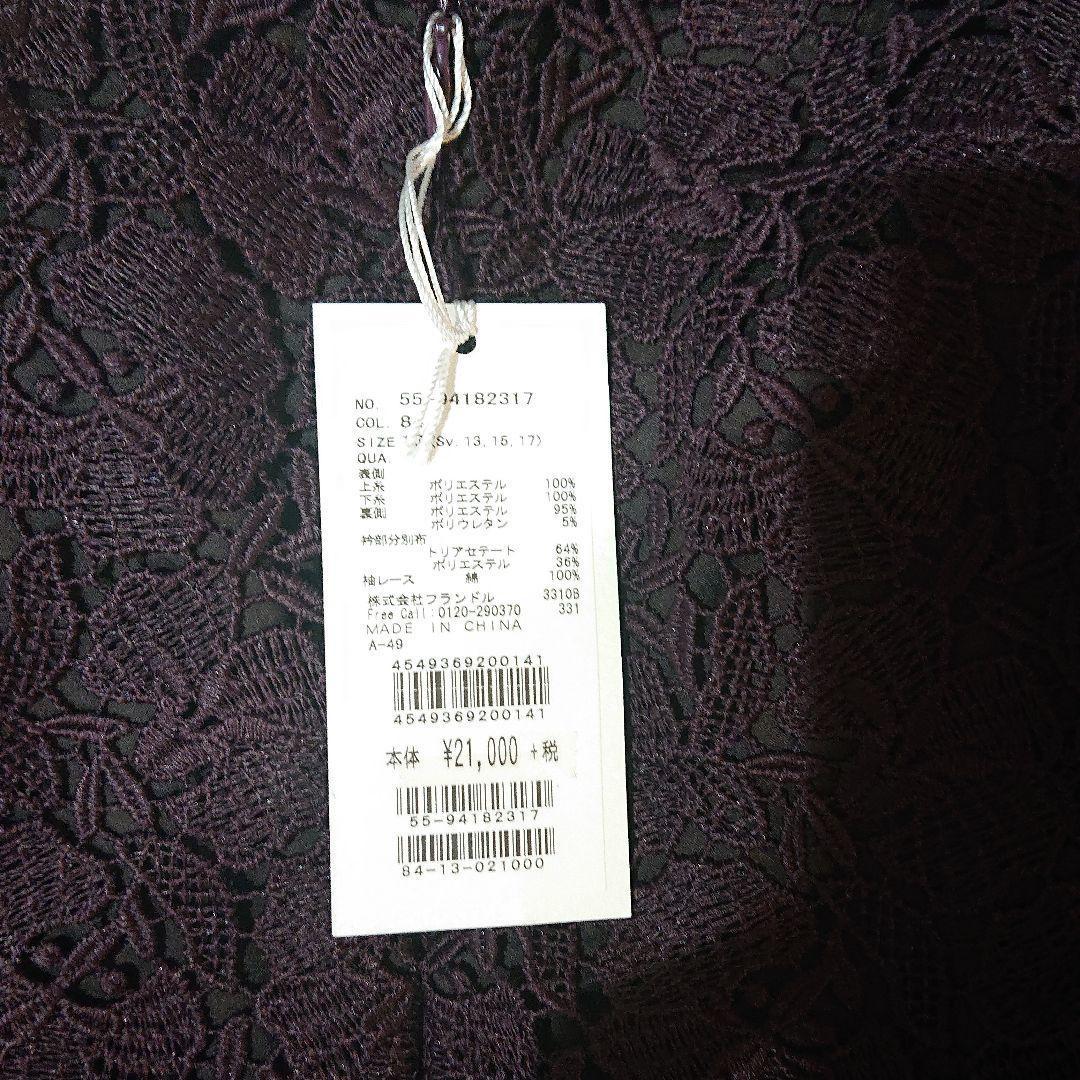 NO. 55-94182317
COL. 8
SIZE (Sv.13,15,17)
QUA.
表側
上糸 ポリエステル 100%
下糸 ポリエステル 100%
裏側 ポリエステル 95%
ポリウレタン 5%
衿部分別布
トリアセテート 64%
ポリエステル 36%
袖レース 綿 100%
株式会社フランドル 3310B
Free Call:0120-290370 331
MADE IN CHINA
A-49
4549369200141
4549369200141
本体 ¥21,000 +税
55-94182317
84-13-021000